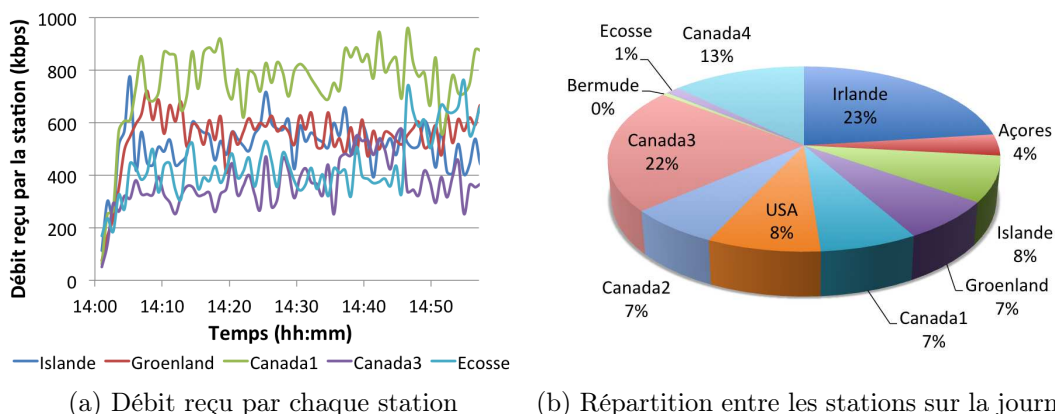 Débit reçu par la station (kbps)
1000
800
600
400
200
0
14:00 14:10 14:20 14:30 14:40 14:50
Temps (hh:mm)
Islande Groenland Canada1 Canada3 Ecosse
(a) Débit reçu par chaque station
Ecosse
1%
Canada4
13%
Bermude
0%
Irlande
23%
Açores
4%
Canada3
22%
USA
8%
Islande
8%
Groenland
7%
Canada2
7%
Canada1
7%
(b) Répartition entre les stations sur la journ